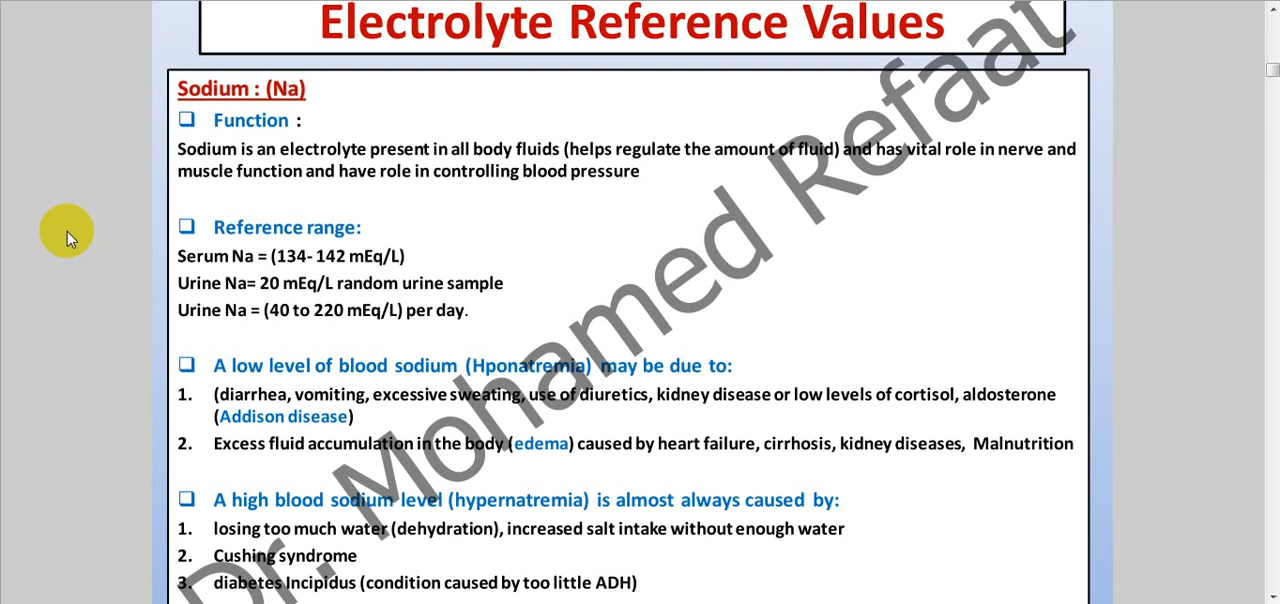 Electrolyte Reference Values
Sodium : (Na)
Function :
Sodium is an electrolyte present in all body fluids (helps regulate the amount of fluid) and has vital role in nerve and
muscle function and have role in controlling blood pressure
Reference range:
Serum Na = (134- 142 mEq/L)
Urine Na= 20 mEq/L random urine sample
Urine Na = (40 to 220 mEq/L) per day.
A low level of blood sodium (Hponatremia) may be due to:
1. (diarrhea, vomiting, excessive sweating, use of diuretics, kidney disease or low levels of cortisol, aldosterone
(Addison disease)
2. Excess fluid accumulation in the body (edema) caused by heart failure, cirrhosis, kidney diseases, Malnutrition
A high blood sodium level (hypernatremia) is almost always caused by:
1. losing too much water (dehydration), increased salt intake without enough water
2. Cushing syndrome
3. diabetes Incipidus (condition caused by too little ADH)
Dr. Mohamed Refaat